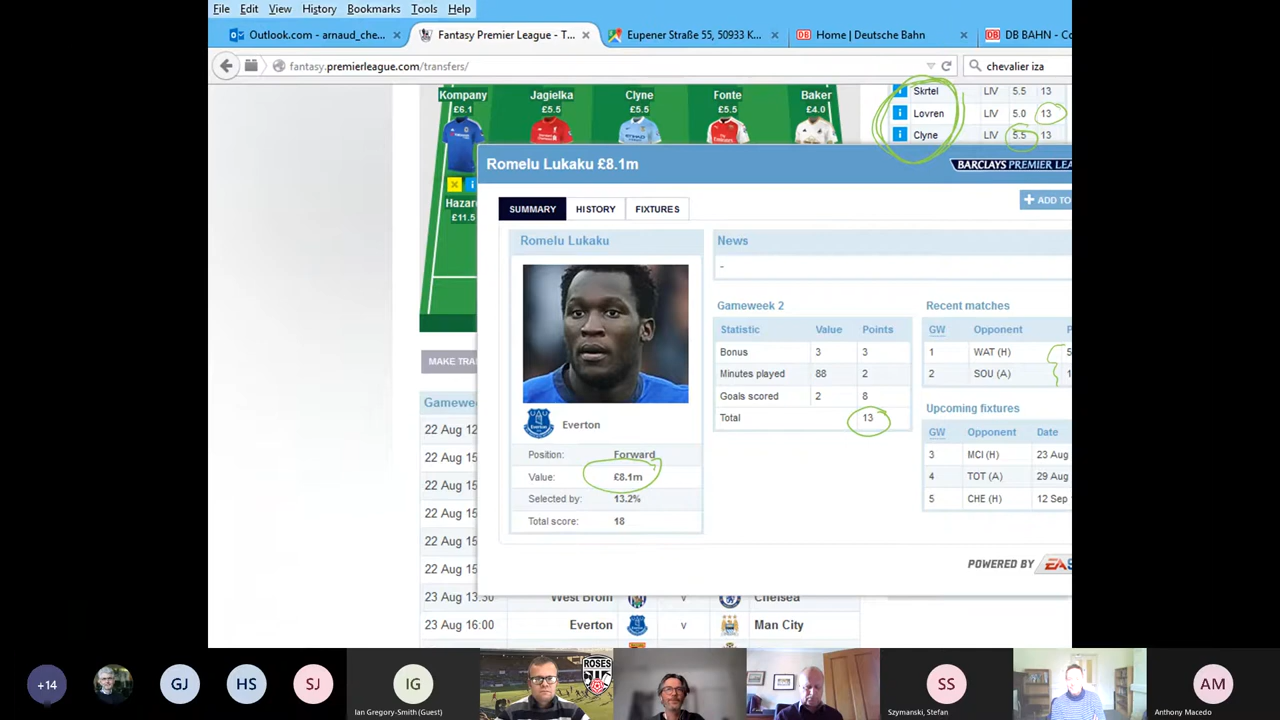 File Edit View History Bookmarks Tools Help
Outlook.com - arnaud_che... × Fantasy Premier League - T... × Eupener Straße 55, 50933 K... × Home | Deutsche Bahn × DB BAHN - Co
fantasy.premierleague.com/transfers/ chevalier iza
Kompany Jagielka Clyne Fonte Baker
£6.1 £5.5 £5.5 £5.5 £4.0
Skrtel LIV 5.5 13
Lovren LIV 5.0 13
Clyne LIV 5.5 13
Hazar
£11.5
Romelu Lukaku £8.1m
BARCLAYS PREMIER LEA
SUMMARY HISTORY FIXTURES
ADD TO
Romelu Lukaku
Everton
Position: Forward
Value: £8.1m
Selected by: 13.2%
Total score: 18
News
-
Gameweek 2
Statistic Value Points
Bonus 3 3
Minutes played 88 2
Goals scored 2 8
Total 13
Recent matches
GW Opponent P
1 WAT (H) 5
2 SOU (A) 1
Upcoming fixtures
GW Opponent Date
3 MCI (H) 23 Aug
4 TOT (A) 29 Aug
5 CHE (H) 12 Sep
POWERED BY EA
MAKE TRA
Gamewe
22 Aug 12
22 Aug 15
22 Aug 15
22 Aug 15
22 Aug 15
22 Aug 15
23 Aug 13:30 West Brom v Chelsea
23 Aug 16:00 Everton v Man City
+14 GJ HS SJ IG ROSES SS AM
Ian Gregory-Smith (Guest) Szymanski, Stefan Anthony Macedo